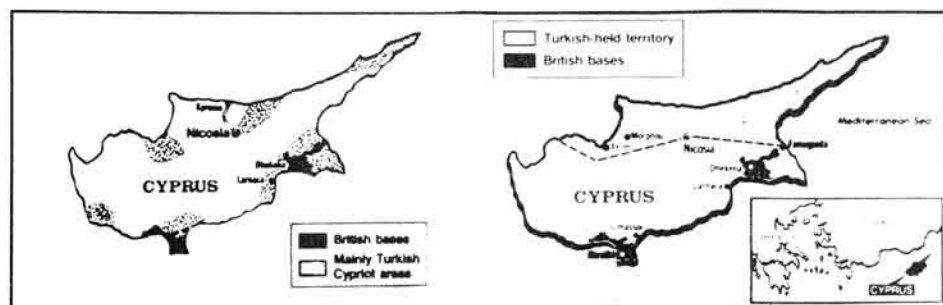 Kyrenia
Nicosia
Dhekelia
Larnaca
CYPRUS
British bases
Mainly Turkish
Cypriot areas
Turkish-held territory
British bases
Mediterranean Sea
Morphou
Nicosia
Famagusta
Dhekelia
Larnaca
CYPRUS
Limassol
CYPRUS